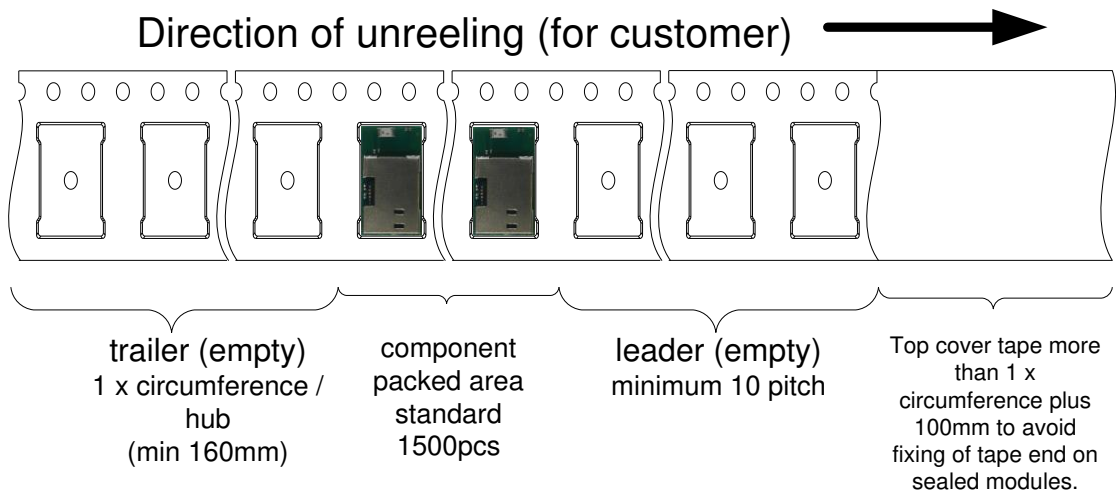 Direction of unreeling (for customer)
trailer (empty)
1 x circumference /
hub
(min 160mm)
component
packed area
standard
1500pcs
leader (empty)
minimum 10 pitch
Top cover tape more
than 1 x
circumference plus
100mm to avoid
fixing of tape end on
sealed modules.